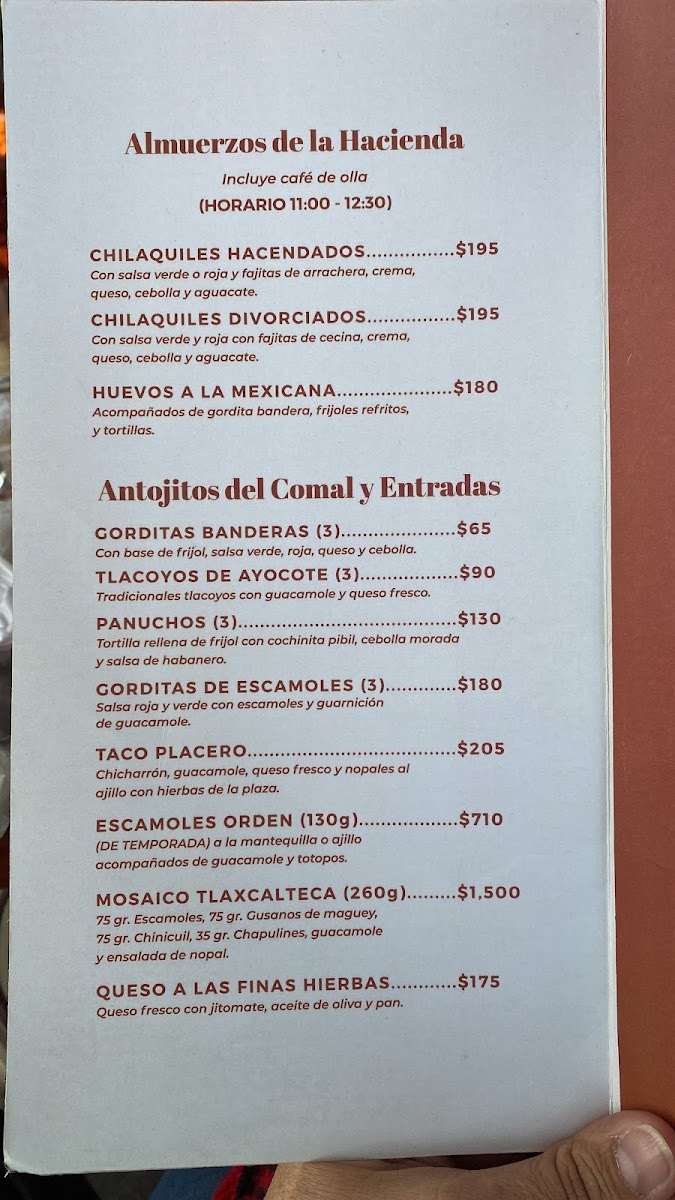 Almuerzos de la Hacienda
Incluye café de olla
(HORARIO 11:00 - 12:30)
CHILAQUILES HACENDADOS................$195
Con salsa verde o roja y fajitas de arrachera, crema,
queso, cebolla y aguacate.
CHILAQUILES DIVORCIADOS................$195
Con salsa verde y roja con fajitas de cecina, crema,
queso, cebolla y aguacate.
HUEVOS A LA MEXICANA.....................$180
Acompañados de gordita bandera, frijoles refritos,
y tortillas.
Antojitos del Comal y Entradas
GORDITAS BANDERAS (3).....................$65
Con base de frijol, salsa verde, roja, queso y cebolla.
TLACOYOS DE AYOCOTE (3)..................$90
Tradicionales tlacoyos con guacamole y queso fresco.
PANUCHOS (3)........................................$130
Tortilla rellena de frijol con cochinita pibil, cebolla morada
y salsa de habanero.
GORDITAS DE ESCAMOLES (3).............$180
Salsa roja y verde con escamoles y guarnición
de guacamole.
TACO PLACERO......................................$205
Chicharrón, guacamole, queso fresco y nopales al
ajillo con hierbas de la plaza.
ESCAMOLES ORDEN (130g)..................$710
(DE TEMPORADA) a la mantequilla o ajillo
acompañados de guacamole y totopos.
MOSAICO TLAXCALTECA (260g).........$1,500
75 gr. Escamoles, 75 gr. Gusanos de maguey,
75 gr. Chinicuil, 35 gr. Chapulines, guacamole
y ensalada de nopal.
QUESO A LAS FINAS HIERBAS............$175
Queso fresco con jitomate, aceite de oliva y pan.